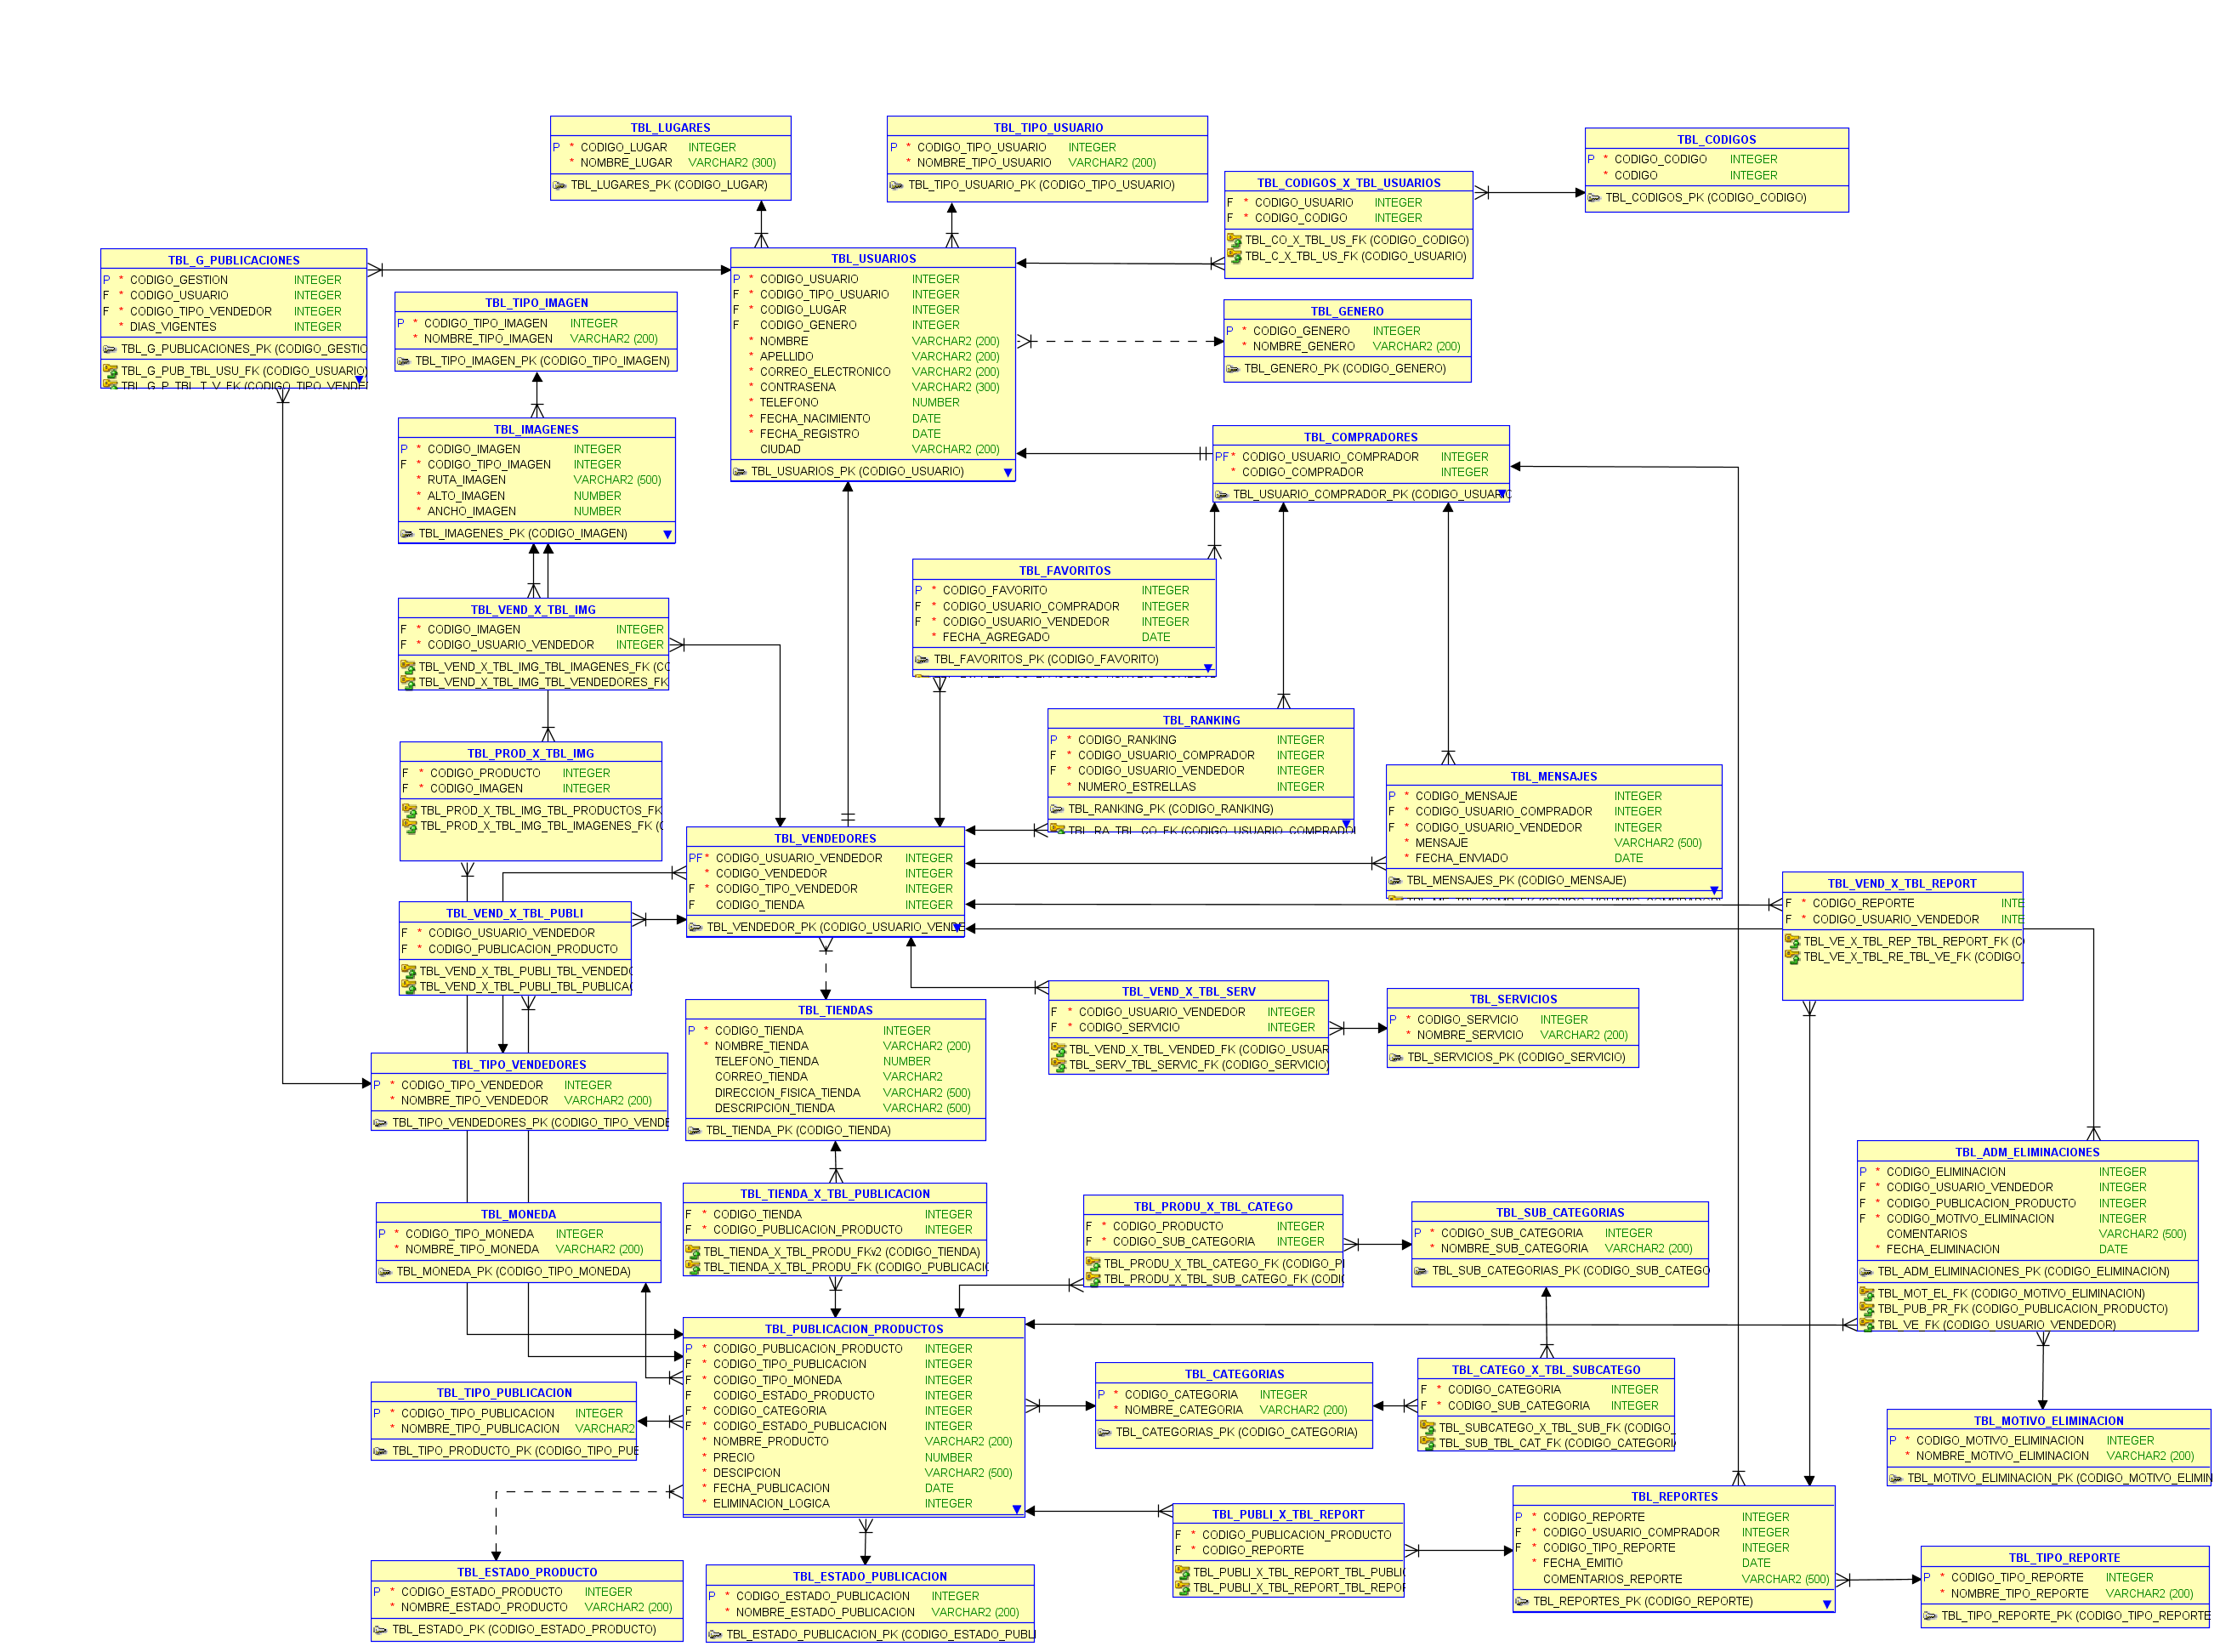 TBL_LUGARES
P * CODIGO_LUGAR INTEGER
* NOMBRE_LUGAR VARCHAR2 (300)
TBL_LUGARES_PK (CODIGO_LUGAR)
TBL_TIPO_USUARIO
P * CODIGO_TIPO_USUARIO INTEGER
* NOMBRE_TIPO_USUARIO VARCHAR2 (200)
TBL_TIPO_USUARIO_PK (CODIGO_TIPO_USUARIO)
TBL_CODIGOS
P * CODIGO_CODIGO INTEGER
* CODIGO INTEGER
TBL_CODIGOS_PK (CODIGO_CODIGO)
TBL_CODIGOS_X_TBL_USUARIOS
F * CODIGO_USUARIO INTEGER
F * CODIGO_CODIGO INTEGER
TBL_CO_X_TBL_US_FK (CODIGO_CODIGO)
TBL_C_X_TBL_US_FK (CODIGO_USUARIO)
TBL_G_PUBLICACIONES
P * CODIGO_GESTION INTEGER
F * CODIGO_USUARIO INTEGER
F * CODIGO_TIPO_VENDEDOR INTEGER
* DIAS_VIGENTES INTEGER
TBL_G_PUBLICACIONES_PK (CODIGO_GESTIO
TBL_G_PUB_TBL_USU_FK (CODIGO_USUARIO)
TBL_G_P_TBL_T_V_FK (CODIGO_TIPO_VENDE
TBL_USUARIOS
P * CODIGO_USUARIO INTEGER
F * CODIGO_TIPO_USUARIO INTEGER
F * CODIGO_LUGAR INTEGER
F CODIGO_GENERO INTEGER
* NOMBRE VARCHAR2 (200)
* APELLIDO VARCHAR2 (200)
* CORREO_ELECTRONICO VARCHAR2 (200)
* CONTRASENA VARCHAR2 (300)
* TELEFONO NUMBER
* FECHA_NACIMIENTO DATE
* FECHA_REGISTRO DATE
CIUDAD VARCHAR2 (200)
TBL_USUARIOS_PK (CODIGO_USUARIO)
TBL_TIPO_IMAGEN
P * CODIGO_TIPO_IMAGEN INTEGER
* NOMBRE_TIPO_IMAGEN VARCHAR2 (200)
TBL_TIPO_IMAGEN_PK (CODIGO_TIPO_IMAGEN)
TBL_GENERO
P * CODIGO_GENERO INTEGER
* NOMBRE_GENERO VARCHAR2 (200)
TBL_GENERO_PK (CODIGO_GENERO)
TBL_IMAGENES
P * CODIGO_IMAGEN INTEGER
F * CODIGO_TIPO_IMAGEN INTEGER
* RUTA_IMAGEN VARCHAR2 (500)
* ALTO_IMAGEN NUMBER
* ANCHO_IMAGEN NUMBER
TBL_IMAGENES_PK (CODIGO_IMAGEN)
TBL_COMPRADORES
PF * CODIGO_USUARIO_COMPRADOR INTEGER
* CODIGO_COMPRADOR INTEGER
TBL_USUARIO_COMPRADOR_PK (CODIGO_USUARIO
TBL_FAVORITOS
P * CODIGO_FAVORITO INTEGER
F * CODIGO_USUARIO_COMPRADOR INTEGER
F * CODIGO_USUARIO_VENDEDOR INTEGER
* FECHA_AGREGADO DATE
TBL_FAVORITOS_PK (CODIGO_FAVORITO)
TBL_VEND_X_TBL_IMG
F * CODIGO_IMAGEN INTEGER
F * CODIGO_USUARIO_VENDEDOR INTEGER
TBL_VEND_X_TBL_IMG_TBL_IMAGENES_FK (CO
TBL_VEND_X_TBL_IMG_TBL_VENDEDORES_FK
TBL_RANKING
P * CODIGO_RANKING INTEGER
F * CODIGO_USUARIO_COMPRADOR INTEGER
F * CODIGO_USUARIO_VENDEDOR INTEGER
* NUMERO_ESTRELLAS INTEGER
TBL_RANKING_PK (CODIGO_RANKING)
TBL_RA_TBL_CO_FK (CODIGO_USUARIO_COMPRADO
TBL_PROD_X_TBL_IMG
F * CODIGO_PRODUCTO INTEGER
F * CODIGO_IMAGEN INTEGER
TBL_PROD_X_TBL_IMG_TBL_PRODUCTOS_FK
TBL_PROD_X_TBL_IMG_TBL_IMAGENES_FK (C
TBL_MENSAJES
P * CODIGO_MENSAJE INTEGER
F * CODIGO_USUARIO_COMPRADOR INTEGER
F * CODIGO_USUARIO_VENDEDOR INTEGER
* MENSAJE VARCHAR2 (500)
* FECHA_ENVIADO DATE
TBL_MENSAJES_PK (CODIGO_MENSAJE)
TBL_VENDEDORES
PF * CODIGO_USUARIO_VENDEDOR INTEGER
* CODIGO_VENDEDOR INTEGER
F * CODIGO_TIPO_VENDEDOR INTEGER
F CODIGO_TIENDA INTEGER
TBL_VENDEDOR_PK (CODIGO_USUARIO_VENDE
TBL_VEND_X_TBL_REPORT
F * CODIGO_REPORTE INTE
F * CODIGO_USUARIO_VENDEDOR INTE
TBL_VE_X_TBL_REP_TBL_REPORT_FK (C
TBL_VE_X_TBL_RE_TBL_VE_FK (CODIGO_
TBL_VEND_X_TBL_PUBLI
F * CODIGO_USUARIO_VENDEDOR
F * CODIGO_PUBLICACION_PRODUCTO
TBL_VEND_X_TBL_PUBLI_TBL_VENDEDO
TBL_VEND_X_TBL_PUBLI_TBL_PUBLICA
TBL_VEND_X_TBL_SERV
F * CODIGO_USUARIO_VENDEDOR INTEGER
F * CODIGO_SERVICIO INTEGER
TBL_VEND_X_TBL_VENDED_FK (CODIGO_USUAR
TBL_SERV_TBL_SERVIC_FK (CODIGO_SERVICIO)
TBL_SERVICIOS
P * CODIGO_SERVICIO INTEGER
* NOMBRE_SERVICIO VARCHAR2 (200)
TBL_SERVICIOS_PK (CODIGO_SERVICIO)
TBL_TIENDAS
P * CODIGO_TIENDA INTEGER
* NOMBRE_TIENDA VARCHAR2 (200)
TELEFONO_TIENDA NUMBER
CORREO_TIENDA VARCHAR2
DIRECCION_FISICA_TIENDA VARCHAR2 (500)
DESCRIPCION_TIENDA VARCHAR2 (500)
TBL_TIENDA_PK (CODIGO_TIENDA)
TBL_TIPO_VENDEDORES
P * CODIGO_TIPO_VENDEDOR INTEGER
* NOMBRE_TIPO_VENDEDOR VARCHAR2 (200)
TBL_TIPO_VENDEDORES_PK (CODIGO_TIPO_VENDE
TBL_ADM_ELIMINACIONES
P * CODIGO_ELIMINACION INTEGER
F * CODIGO_USUARIO_VENDEDOR INTEGER
F * CODIGO_PUBLICACION_PRODUCTO INTEGER
F * CODIGO_MOTIVO_ELIMINACION INTEGER
COMENTARIOS VARCHAR2 (500)
* FECHA_ELIMINACION DATE
TBL_ADM_ELIMINACIONES_PK (CODIGO_ELIMINACION)
TBL_MOT_EL_FK (CODIGO_MOTIVO_ELIMINACION)
TBL_PUB_PR_FK (CODIGO_PUBLICACION_PRODUCTO)
TBL_VE_FK (CODIGO_USUARIO_VENDEDOR)
TBL_MONEDA
P * CODIGO_TIPO_MONEDA INTEGER
* NOMBRE_TIPO_MONEDA VARCHAR2 (200)
TBL_MONEDA_PK (CODIGO_TIPO_MONEDA)
TBL_TIENDA_X_TBL_PUBLICACION
F * CODIGO_TIENDA INTEGER
F * CODIGO_PUBLICACION_PRODUCTO INTEGER
TBL_TIENDA_X_TBL_PRODU_FKv2 (CODIGO_TIENDA)
TBL_TIENDA_X_TBL_PRODU_FK (CODIGO_PUBLICACIO
TBL_PRODU_X_TBL_CATEGO
F * CODIGO_PRODUCTO INTEGER
F * CODIGO_SUB_CATEGORIA INTEGER
TBL_PRODU_X_TBL_CATEGO_FK (CODIGO_P
TBL_PRODU_X_TBL_SUB_CATEGO_FK (CODIG
TBL_SUB_CATEGORIAS
P * CODIGO_SUB_CATEGORIA INTEGER
* NOMBRE_SUB_CATEGORIA VARCHAR2 (200)
TBL_SUB_CATEGORIAS_PK (CODIGO_SUB_CATEGO
TBL_PUBLICACION_PRODUCTOS
P * CODIGO_PUBLICACION_PRODUCTO INTEGER
F * CODIGO_TIPO_PUBLICACION INTEGER
F * CODIGO_TIPO_MONEDA INTEGER
F CODIGO_ESTADO_PRODUCTO INTEGER
F * CODIGO_CATEGORIA INTEGER
F * CODIGO_ESTADO_PUBLICACION INTEGER
* NOMBRE_PRODUCTO VARCHAR2 (200)
* PRECIO NUMBER
* DESCIPCION VARCHAR2 (500)
* FECHA_PUBLICACION DATE
* ELIMINACION_LOGICA INTEGER
TBL_CATEGORIAS
P * CODIGO_CATEGORIA INTEGER
* NOMBRE_CATEGORIA VARCHAR2 (200)
TBL_CATEGORIAS_PK (CODIGO_CATEGORIA)
TBL_CATEGO_X_TBL_SUBCATEGO
F * CODIGO_CATEGORIA INTEGER
F * CODIGO_SUB_CATEGORIA INTEGER
TBL_SUBCATEGO_X_TBL_SUB_FK (CODIGO_
TBL_SUB_TBL_CAT_FK (CODIGO_CATEGORI
TBL_TIPO_PUBLICACION
P * CODIGO_TIPO_PUBLICACION INTEGER
* NOMBRE_TIPO_PUBLICACION VARCHAR2
TBL_TIPO_PRODUCTO_PK (CODIGO_TIPO_PUE
TBL_MOTIVO_ELIMINACION
P * CODIGO_MOTIVO_ELIMINACION INTEGER
* NOMBRE_MOTIVO_ELIMINACION VARCHAR2 (200)
TBL_MOTIVO_ELIMINACION_PK (CODIGO_MOTIVO_ELIMIN
TBL_PUBLI_X_TBL_REPORT
F * CODIGO_PUBLICACION_PRODUCTO
F * CODIGO_REPORTE
TBL_PUBLI_X_TBL_REPORT_TBL_PUBLIC
TBL_PUBLI_X_TBL_REPORT_TBL_REPOR
TBL_REPORTES
P * CODIGO_REPORTE INTEGER
F * CODIGO_USUARIO_COMPRADOR INTEGER
F * CODIGO_TIPO_REPORTE INTEGER
* FECHA_EMITIO DATE
COMENTARIOS_REPORTE VARCHAR2 (500)
TBL_REPORTES_PK (CODIGO_REPORTE)
TBL_TIPO_REPORTE
P * CODIGO_TIPO_REPORTE INTEGER
* NOMBRE_TIPO_REPORTE VARCHAR2 (200)
TBL_TIPO_REPORTE_PK (CODIGO_TIPO_REPORTE
TBL_ESTADO_PRODUCTO
P * CODIGO_ESTADO_PRODUCTO INTEGER
* NOMBRE_ESTADO_PRODUCTO VARCHAR2 (200)
TBL_ESTADO_PK (CODIGO_ESTADO_PRODUCTO)
TBL_ESTADO_PUBLICACION
P * CODIGO_ESTADO_PUBLICACION INTEGER
* NOMBRE_ESTADO_PUBLICACION VARCHAR2 (200)
TBL_ESTADO_PUBLICACION_PK (CODIGO_ESTADO_PUBLI